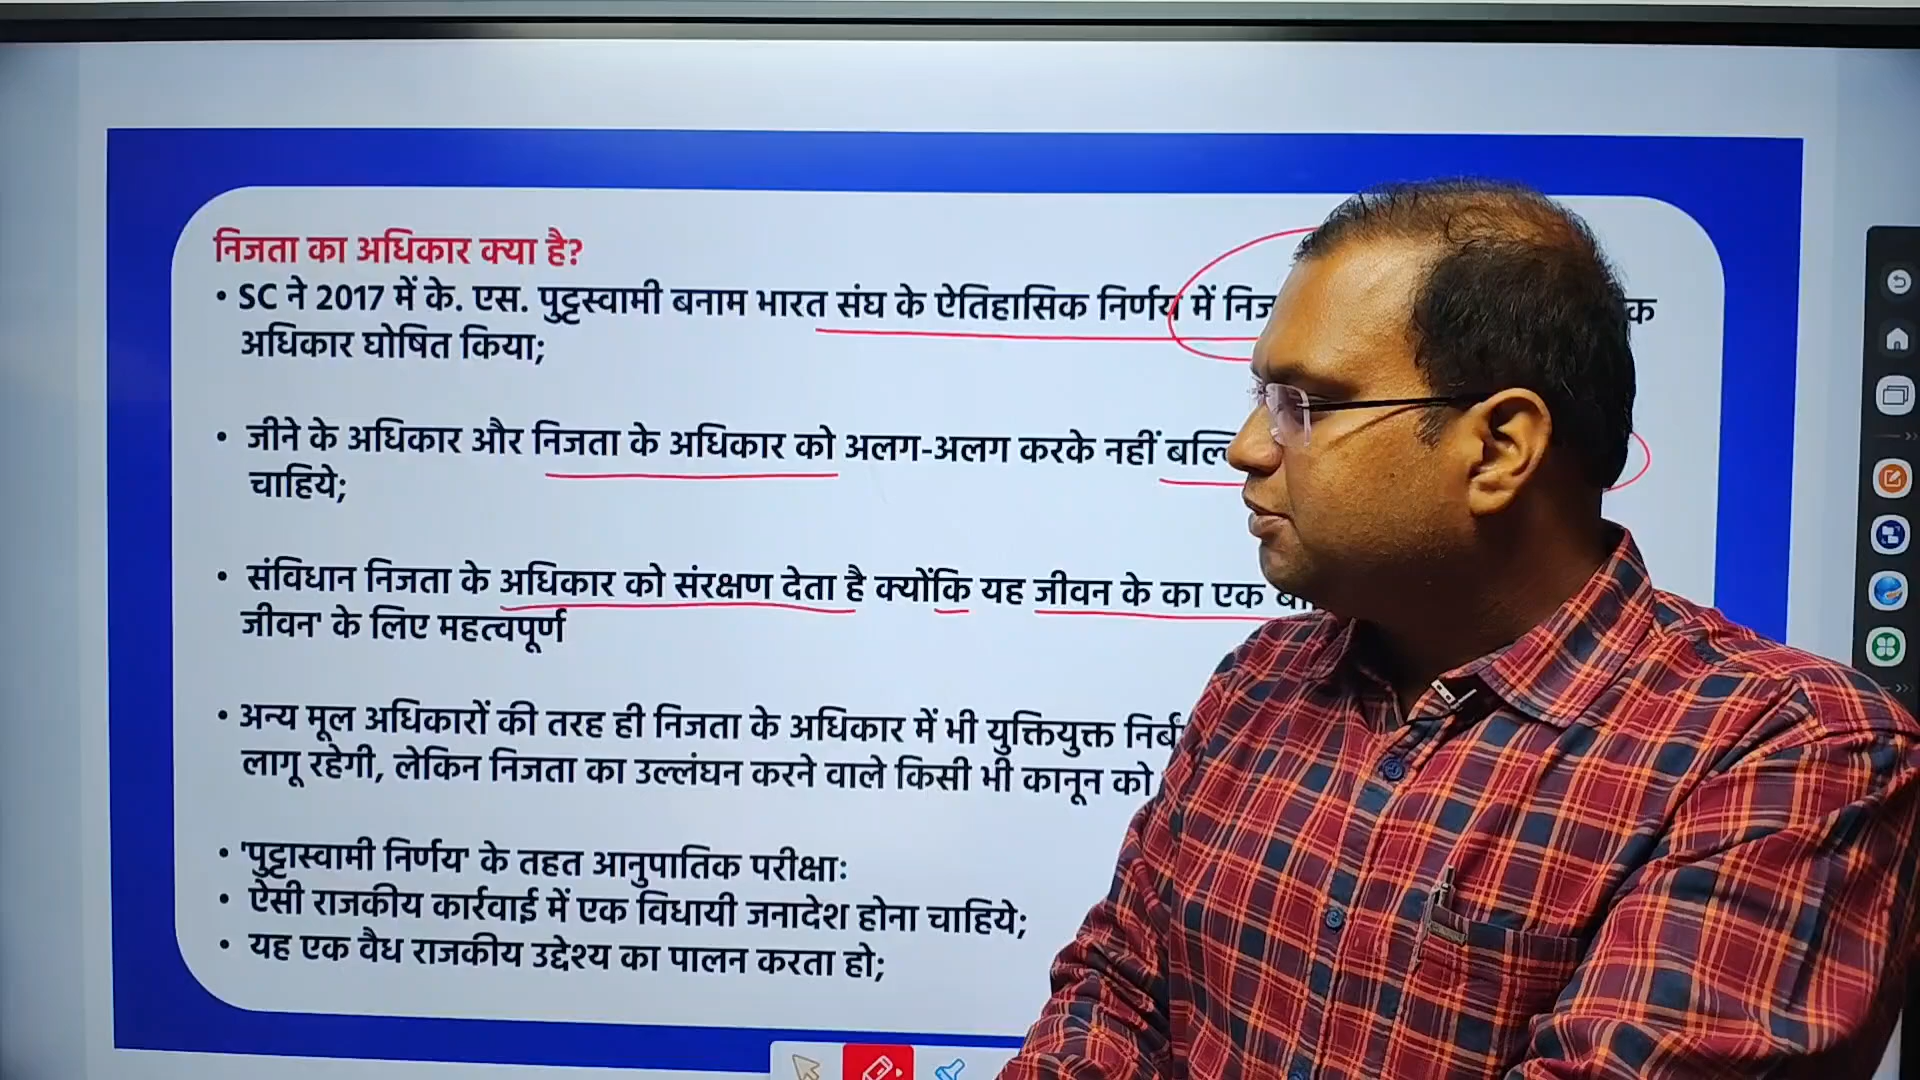 निजता का अधिकार क्या है?
• SC ने 2017 में के. एस. पुट्टस्वामी बनाम भारत संघ के ऐतिहासिक निर्णय में
अधिकार घोषित किया;
• जीने के अधिकार और निजता के अधिकार को अलग-अलग करके नहीं
चाहिये;
• संविधान निजता के अधिकार को संरक्षण देता है क्योंकि यह जीवन के का एक
जीवन' के लिए महत्वपूर्ण
• अन्य मूल अधिकारों की तरह ही निजता के अधिकार में भी युक्तियुक्त
लागू रहेगी, लेकिन निजता का उल्लंघन करने वाले किसी भी कानून को
• 'पुट्टास्वामी निर्णय' के तहत आनुपातिक परीक्षाः
• ऐसी राजकीय कार्रवाई में एक विधायी जनादेश होना चाहिये;
• यह एक वैध राजकीय उद्देश्य का पालन करता हो;